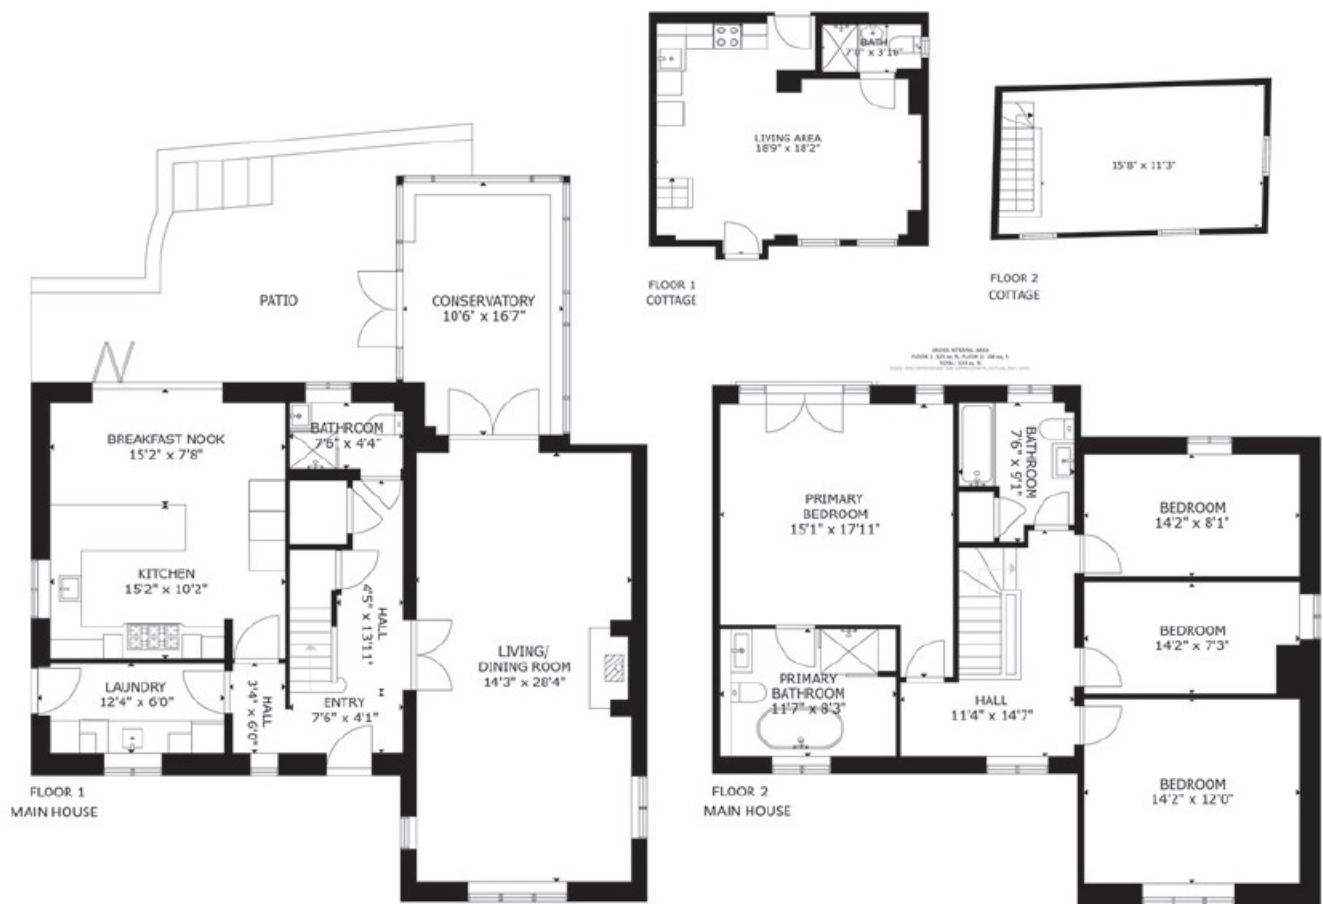 BATH
LIVING AREA
18'9" x 18'2"
15'8" x 11'3"
FLOOR 1
COTTAGE
FLOOR 2
COTTAGE
PATIO
CONSERVATORY
10'6" x 16'7"
BREAKFAST NOOK
15'2" x 7'8"
BATHROOM
7'6" x 4'4"
KITCHEN
15'2" x 10'2"
HALL
4'5" x 13'11"
LIVING/
DINING ROOM
14'3" x 28'4"
LAUNDRY
12'4" x 6'0"
HALL
3'4" x 6'0"
ENTRY
7'6" x 4'1"
FLOOR 1
MAIN HOUSE
GROSS INTERNAL AREA
PRIMARY
BEDROOM
15'1" x 17'11"
BATHROOM
7'6" x 9'1"
BEDROOM
14'2" x 8'1"
BEDROOM
14'2" x 7'3"
PRIMARY
BATHROOM
11'7" x 8'3"
HALL
11'4" x 14'7"
BEDROOM
14'2" x 12'0"
FLOOR 2
MAIN HOUSE